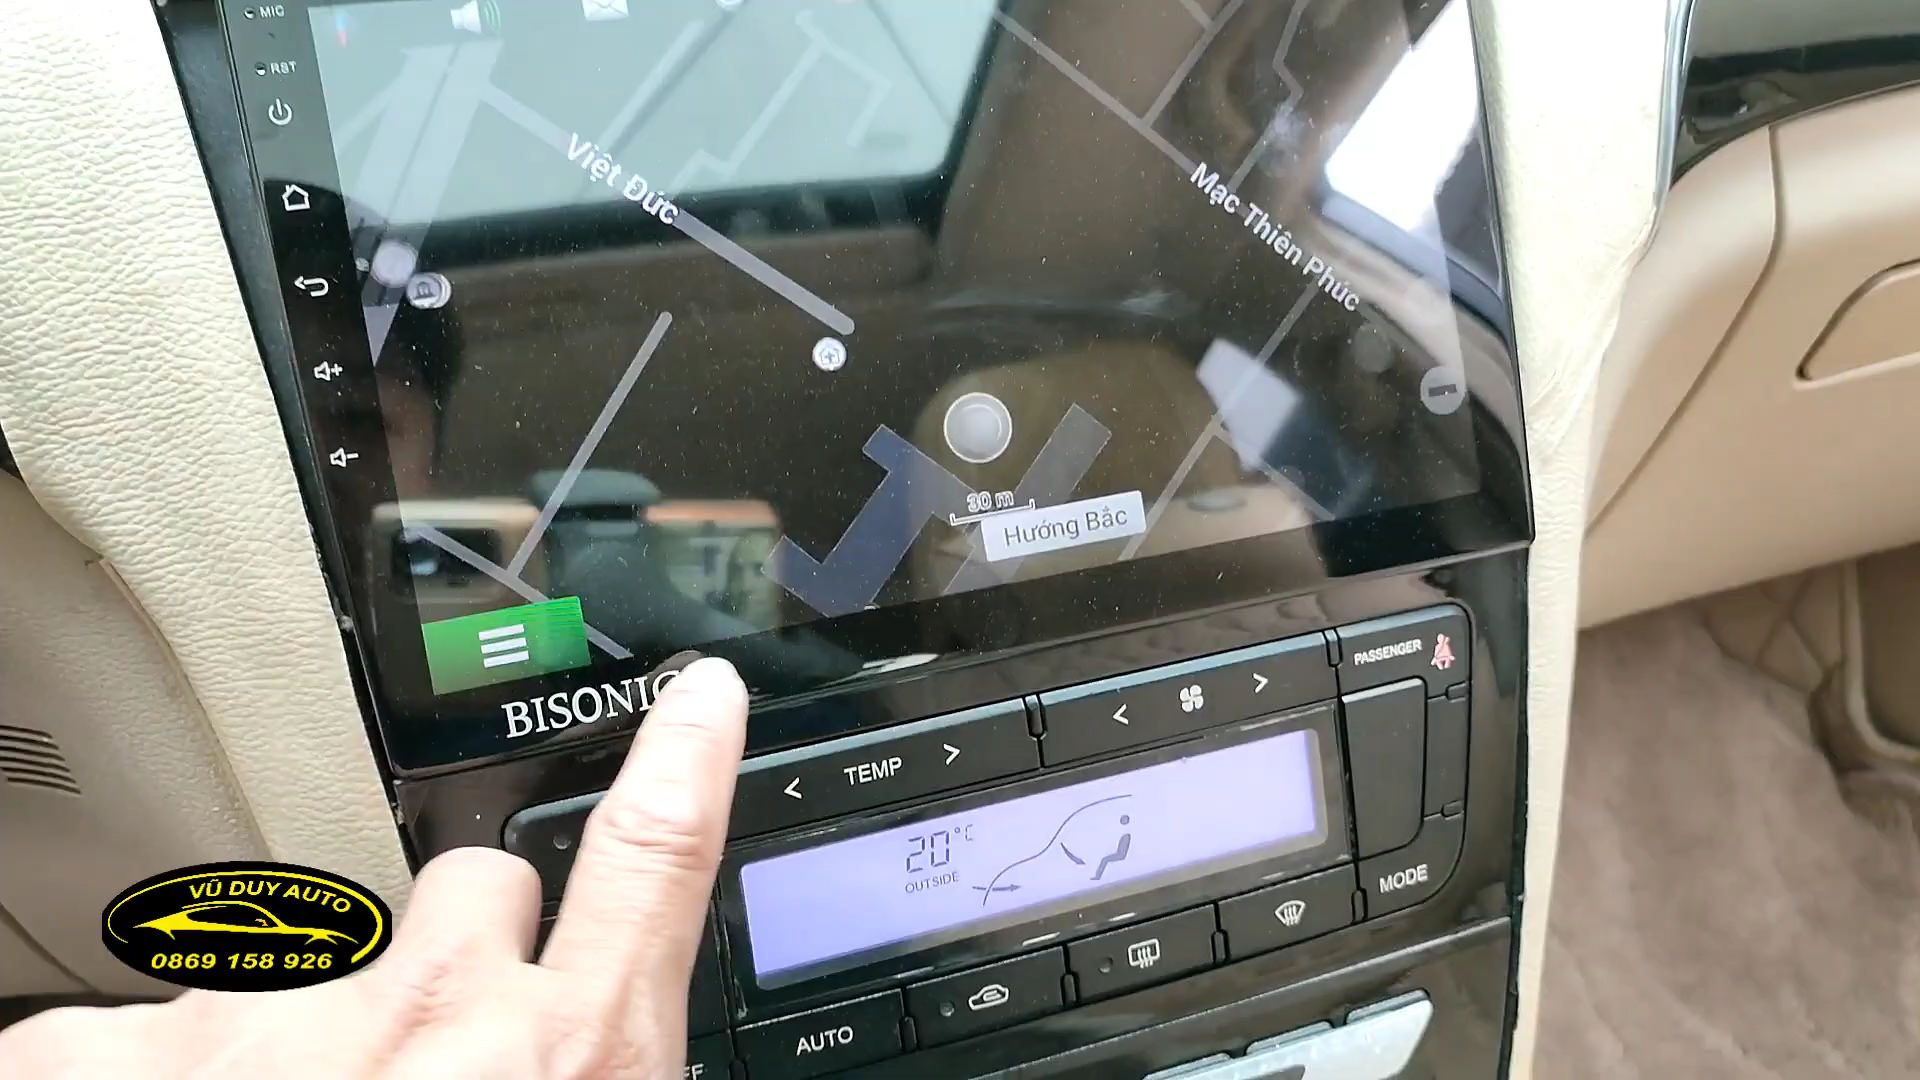 MIC
RST
Việt Đức
Mạc Thiên Phúc
30 m
Hướng Bắc
BISONIC
PASSENGER
< TEMP >
< >
20°C
OUTSIDE
MODE
AUTO
FF
VŨ DUY AUTO
0869 158 926